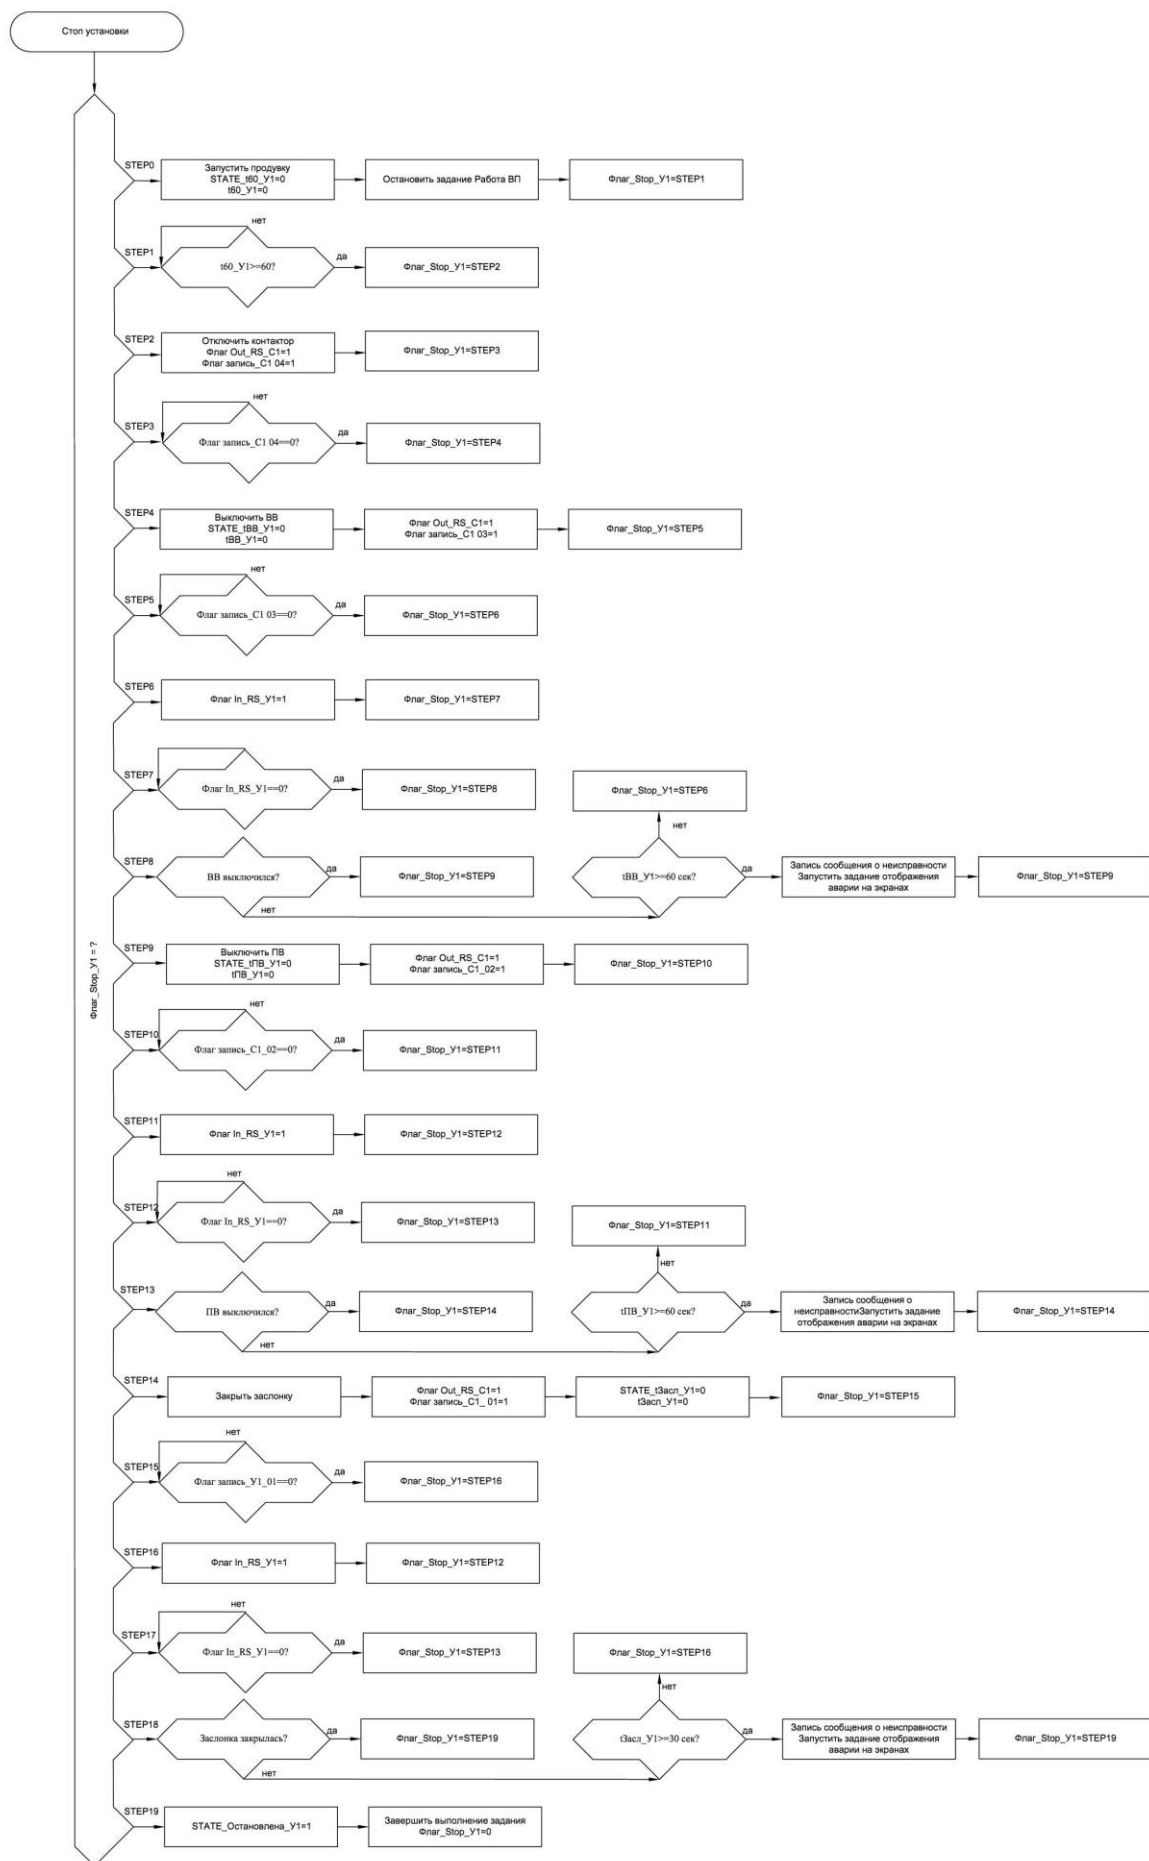 Стоп установки
STEP0
Запустить продувку
STATE_t60_У1=0
t60_У1=0
Остановить задание Работа ВП
Флаг_Stop_У1=STEP1
нет
STEP1
t60_У1>=60?
да
Флаг_Stop_У1=STEP2
STEP2
Отключить контактор
Флаг Out_RS_C1=1
Флаг запись_C1 04=1
Флаг_Stop_У1=STEP3
нет
STEP3
Флаг запись_С1 04==0?
да
Флаг_Stop_У1=STEP4
STEP4
Выключить ВВ
STATE_tВВ_У1=0
tВВ_У1=0
Флаг Out_RS_C1=1
Флаг запись_C1 03=1
Флаг_Stop_У1=STEP5
нет
STEP5
Флаг запись_С1 03==0?
да
Флаг_Stop_У1=STEP6
STEP6
Флаг In_RS_У1=1
Флаг_Stop_У1=STEP7
нет
STEP7
Флаг In_RS_У1==0?
да
Флаг_Stop_У1=STEP8
Флаг_Stop_У1=STEP6
нет
STEP8
ВВ выключился?
да
Флаг_Stop_У1=STEP9
нет
tВВ_У1>=60 сек?
да
Запись сообщения о неисправности
Запустить задание отображения
аварии на экранах
Флаг_Stop_У1=STEP9
Флаг_Stop_У1 = ?
STEP9
Выключить ПВ
STATE_tПВ_У1=0
tПВ_У1=0
Флаг Out_RS_C1=1
Флаг запись_C1_02=1
Флаг_Stop_У1=STEP10
нет
STEP10
Флаг запись_С1_02==0?
да
Флаг_Stop_У1=STEP11
STEP11
Флаг In_RS_У1=1
Флаг_Stop_У1=STEP12
нет
STEP12
Флаг In_RS_У1==0?
да
Флаг_Stop_У1=STEP13
Флаг_Stop_У1=STEP11
нет
STEP13
ПВ выключился?
да
Флаг_Stop_У1=STEP14
нет
tПВ_У1>=60 сек?
да
Запись сообщения о
неисправностиЗапустить задание
отображения аварии на экранах
Флаг_Stop_У1=STEP14
STEP14
Закрыть заслонку
Флаг Out_RS_C1=1
Флаг запись_C1_ 01=1
STATE_tЗасл_У1=0
tЗасл_У1=0
Флаг_Stop_У1=STEP15
нет
STEP15
Флаг запись_У1_01==0?
да
Флаг_Stop_У1=STEP16
STEP16
Флаг In_RS_У1=1
Флаг_Stop_У1=STEP12
нет
STEP17
Флаг In_RS_У1==0?
да
Флаг_Stop_У1=STEP13
Флаг_Stop_У1=STEP16
нет
STEP18
Заслонка закрылась?
да
Флаг_Stop_У1=STEP19
нет
tЗасл_У1>=30 сек?
да
Запись сообщения о неисправности
Запустить задание отображения
аварии на экранах
Флаг_Stop_У1=STEP19
STEP19
STATE_Остановлена_У1=1
Завершить выполнение задания
Флаг_Stop_У1=0